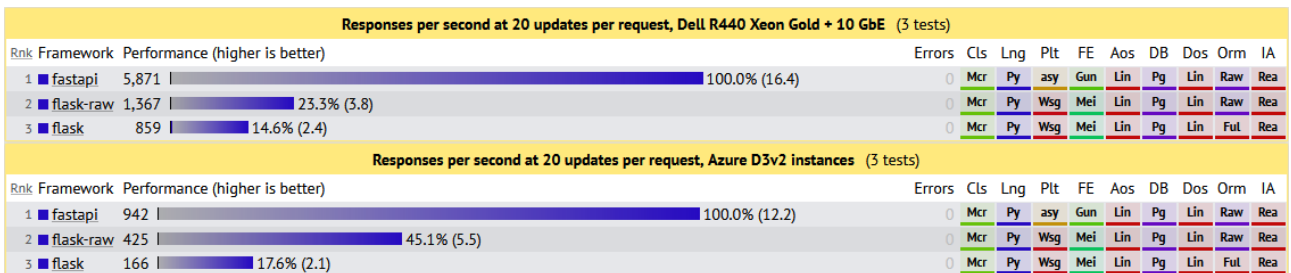 Responses per second at 20 updates per request, Dell R440 Xeon Gold + 10 GbE (3 tests)
Rnk Framework Performance (higher is better) Errors Cls Lng Plt FE Aos DB Dos Orm IA
1 fastapi 5,871 100.0% (16.4) 0 Mcr Py asy Gun Lin Pg Lin Raw Rea
2 flask-raw 1,367 23.3% (3.8) 0 Mcr Py Wsg Mei Lin Pg Lin Raw Rea
3 flask 859 14.6% (2.4) 0 Mcr Py Wsg Mei Lin Pg Lin Ful Rea
Responses per second at 20 updates per request, Azure D3v2 instances (3 tests)
Rnk Framework Performance (higher is better) Errors Cls Lng Plt FE Aos DB Dos Orm IA
1 fastapi 942 100.0% (12.2) 0 Mcr Py asy Gun Lin Pg Lin Raw Rea
2 flask-raw 425 45.1% (5.5) 0 Mcr Py Wsg Mei Lin Pg Lin Raw Rea
3 flask 166 17.6% (2.1) 0 Mcr Py Wsg Mei Lin Pg Lin Ful Rea